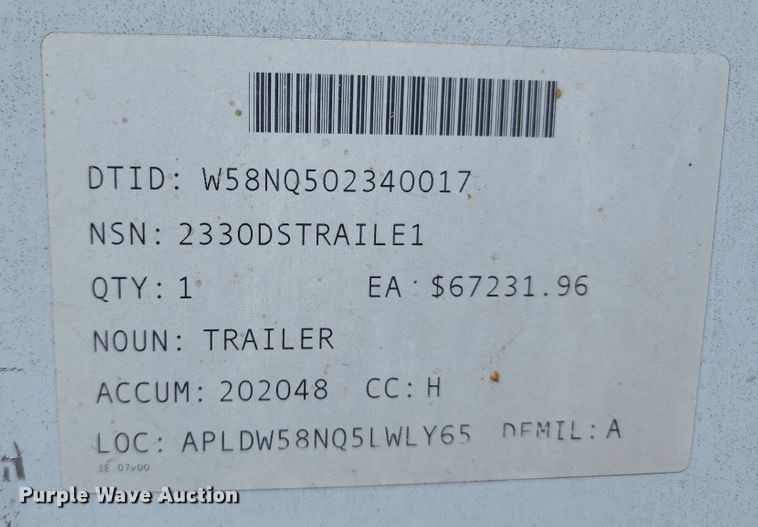 DTID: W58NQ502340017
NSN: 2330DSTRAILE1
QTY: 1 EA $67231.96
NOUN: TRAILER
ACCUM: 202048 CC: H
LOC: APLDW58NQ5LWLY65 DEMIL: A
Purple Wave Auction